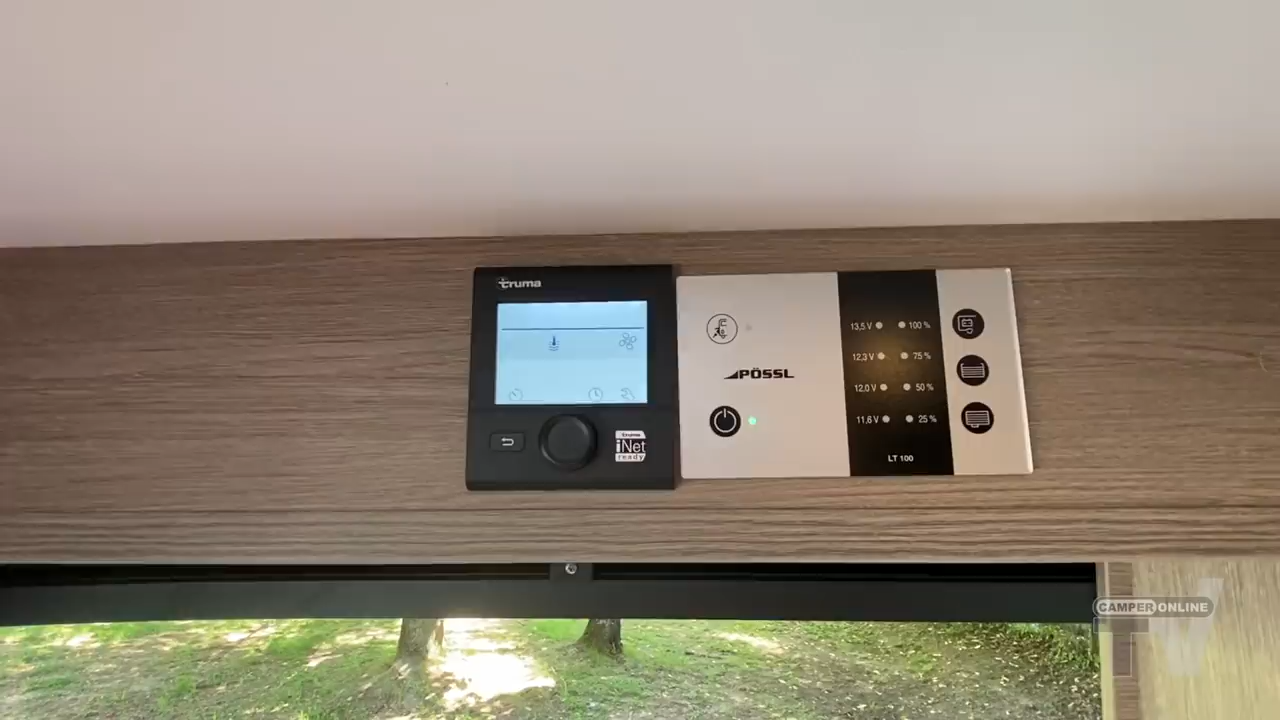 truma
truma
iNet
ready
PÖSSL
13,5 V 100 %
12,3 V 75 %
12,0 V 50 %
11,6 V 25 %
LT 100
CAMPER ONLINE
TV